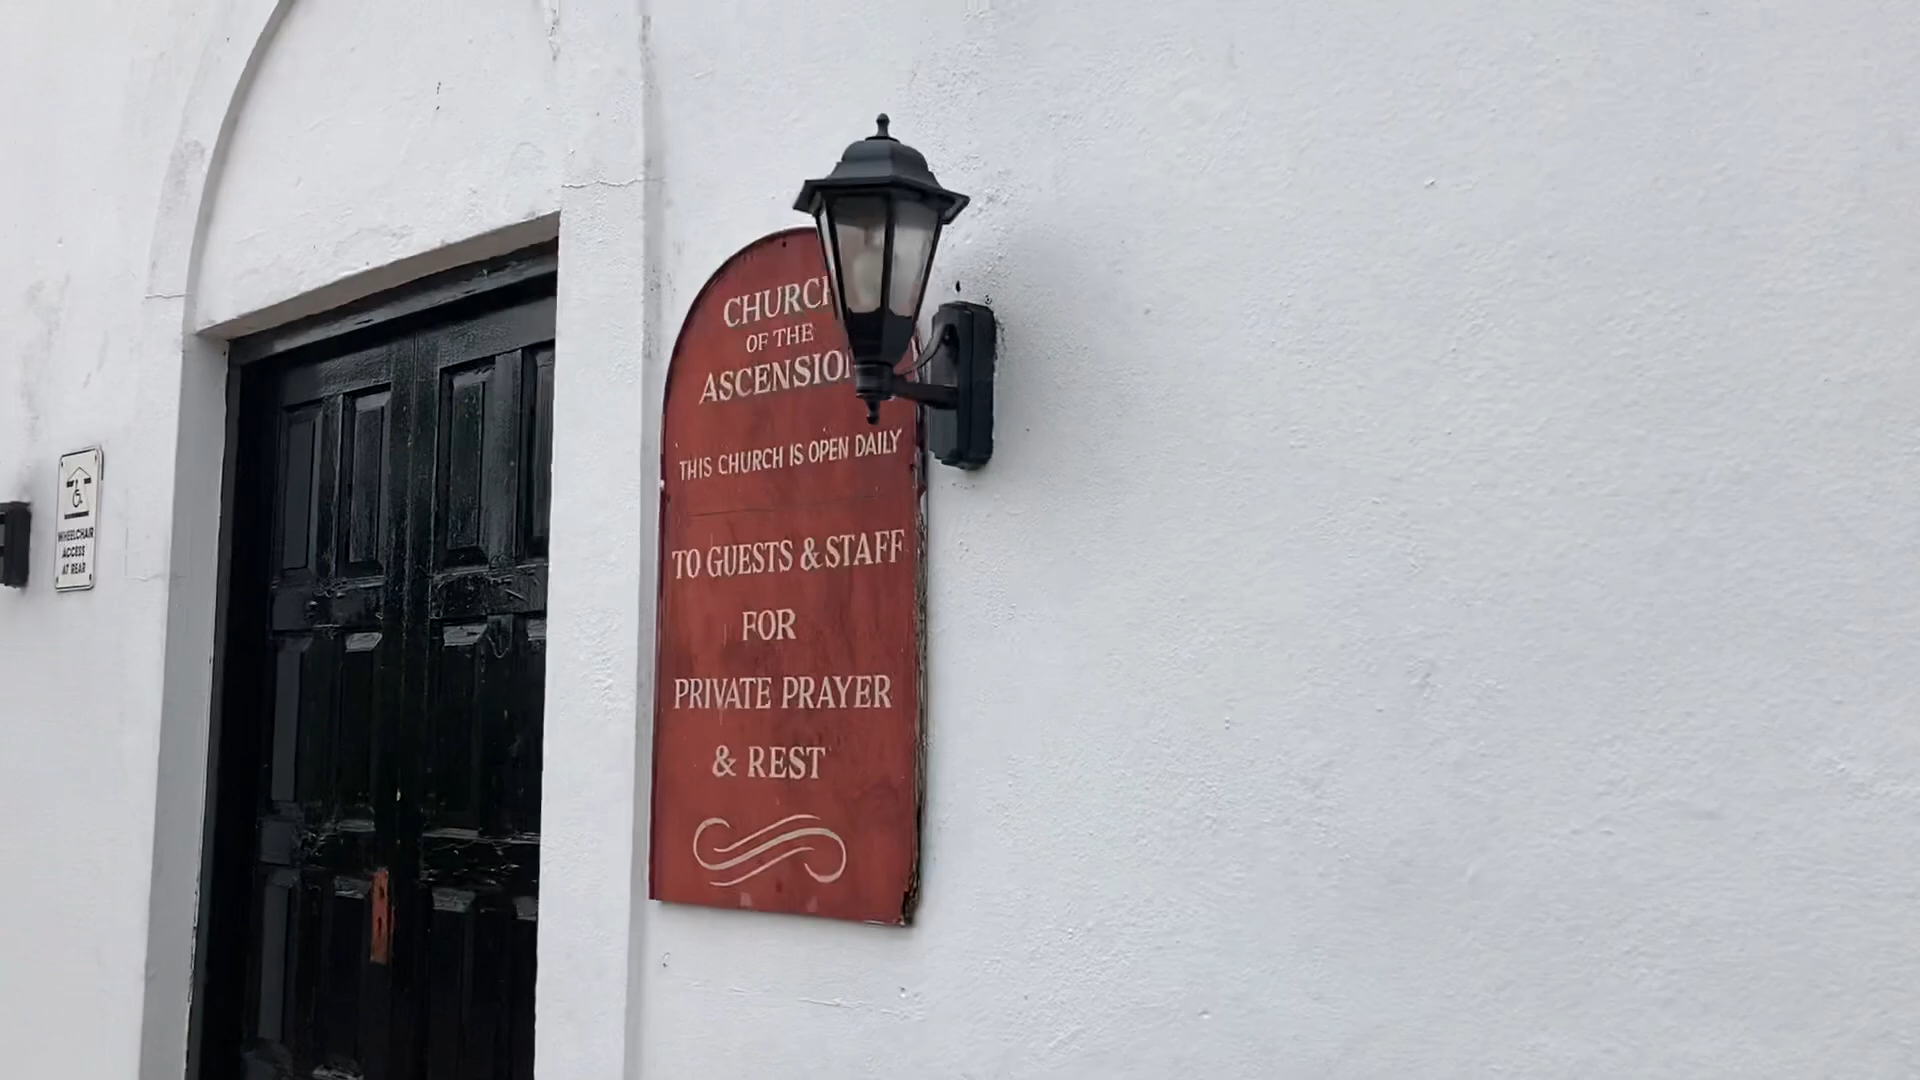 CHURCH
OF THE
ASCENSION
THIS CHURCH IS OPEN DAILY
TO GUESTS & STAFF
FOR
PRIVATE PRAYER
& REST
WHEELCHAIR
ACCESS
AT REAR